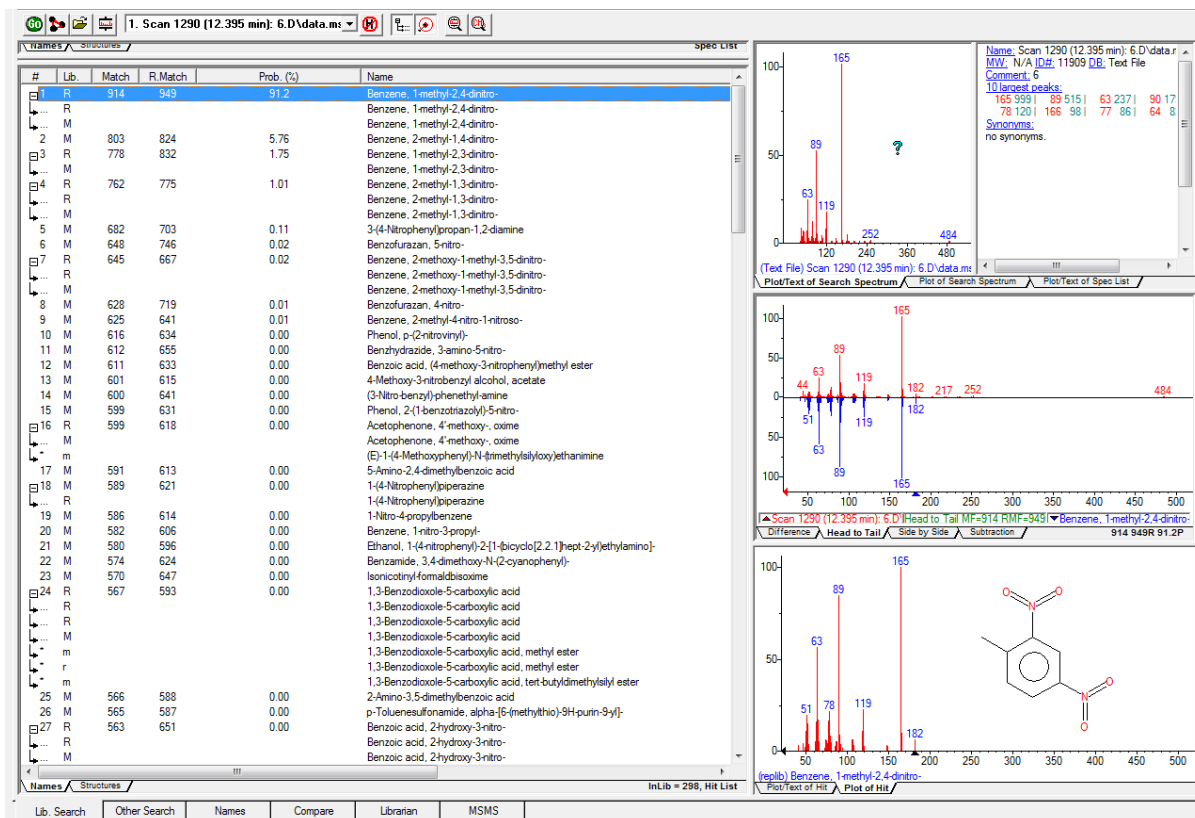 Go 1. Scan 1290 (12.395 min): 6.D\data.ms
Names Structures Spec List
# Lib. Match R.Match Prob. (%) Name
1 R 914 949 91.2 Benzene, 1-methyl-2,4-dinitro-
... R Benzene, 1-methyl-2,4-dinitro-
... M Benzene, 1-methyl-2,4-dinitro-
2 M 803 824 5.76 Benzene, 2-methyl-1,4-dinitro-
3 R 778 832 1.75 Benzene, 1-methyl-2,3-dinitro-
... M Benzene, 1-methyl-2,3-dinitro-
4 R 762 775 1.01 Benzene, 2-methyl-1,3-dinitro-
... R Benzene, 2-methyl-1,3-dinitro-
... M Benzene, 2-methyl-1,3-dinitro-
5 M 682 703 0.11 3-(4-Nitrophenyl)propan-1,2-diamine
6 M 648 746 0.02 Benzofurazan, 5-nitro-
7 R 645 667 0.02 Benzene, 2-methoxy-1-methyl-3,5-dinitro-
... R Benzene, 2-methoxy-1-methyl-3,5-dinitro-
... M Benzene, 2-methoxy-1-methyl-3,5-dinitro-
8 M 628 719 0.01 Benzofurazan, 4-nitro-
9 M 625 641 0.01 Benzene, 2-methyl-4-nitro-1-nitroso-
10 M 616 634 0.00 Phenol, p-(2-nitrovinyl)-
11 M 612 655 0.00 Benzhydrazide, 3-amino-5-nitro-
12 M 611 633 0.00 Benzoic acid, (4-methoxy-3-nitrophenyl)methyl ester
13 M 601 615 0.00 4-Methoxy-3-nitrobenzyl alcohol, acetate
14 M 600 641 0.00 (3-Nitro-benzyl)-phenethyl-amine
15 M 599 631 0.00 Phenol, 2-(1-benzotriazolyl)-5-nitro-
16 R 599 618 0.00 Acetophenone, 4'-methoxy-, oxime
... M Acetophenone, 4'-methoxy-, oxime
* m (E)-1-(4-Methoxyphenyl)-N-(trimethylsilyloxy)ethanimine
17 M 591 613 0.00 5-Amino-2,4-dimethylbenzoic acid
18 M 589 621 0.00 1-(4-Nitrophenyl)piperazine
... R 1-(4-Nitrophenyl)piperazine
19 M 586 614 0.00 1-Nitro-4-propylbenzene
20 M 582 606 0.00 Benzene, 1-nitro-3-propyl-
21 M 580 596 0.00 Ethanol, 1-(4-nitrophenyl)-2-[1-(bicyclo[2.2.1]hept-2-yl)ethylamino]-
22 M 574 624 0.00 Benzamide, 3,4-dimethoxy-N-(2-cyanophenyl)-
23 M 570 647 0.00 Isonicotinyl-formaldbisoxime
24 R 567 593 0.00 1,3-Benzodioxole-5-carboxylic acid
... R 1,3-Benzodioxole-5-carboxylic acid
... R 1,3-Benzodioxole-5-carboxylic acid
... M 1,3-Benzodioxole-5-carboxylic acid
* m 1,3-Benzodioxole-5-carboxylic acid, methyl ester
* r 1,3-Benzodioxole-5-carboxylic acid, methyl ester
* m 1,3-Benzodioxole-5-carboxylic acid, tert-butyldimethylsilyl ester
25 M 566 588 0.00 2-Amino-3,5-dimethylbenzoic acid
26 M 565 587 0.00 p-Toluenesulfonamide, alpha-[6-(methylthio)-9H-purin-9-yl]-
27 R 563 651 0.00 Benzoic acid, 2-hydroxy-3-nitro-
... R Benzoic acid, 2-hydroxy-3-nitro-
... M Benzoic acid, 2-hydroxy-3-nitro-
Names Structures InLib = 298, Hit List
Lib. Search Other Search Names Compare Librarian MSMS
100 50 0
165 89 63 119 252 484 ?
120 240 360 480
(Text File) Scan 1290 (12.395 min): 6.D\data.ms
Name: Scan 1290 (12.395 min): 6.D\data.r
MW: N/A ID#: 11909 DB: Text File
Comment: 6
10 largest peaks:
165 999 | 89 515 | 63 237 | 90 17
78 120 | 166 98 | 77 86 | 64 8
Synonyms:
no synonyms.
Plot/Text of Search Spectrum Plot of Search Spectrum Plot/Text of Spec List
100 50 0 50 100
44 63 89 119 165 182 217 252 484
51 63 89 119 165 182
50 100 150 200 250 300 350 400 450 500
Scan 1290 (12.395 min): 6.D\ Head to Tail MF=914 RMF=949 Benzene, 1-methyl-2,4-dinitro-
Difference Head to Tail Side by Side Subtraction 914 949R 91.2P
100 50 0
51 63 78 89 119 165 182
O N O
N O
O
50 100 150 200 250 300 350 400 450 500
(replib) Benzene, 1-methyl-2,4-dinitro-
Plot/Text of Hit Plot of Hit